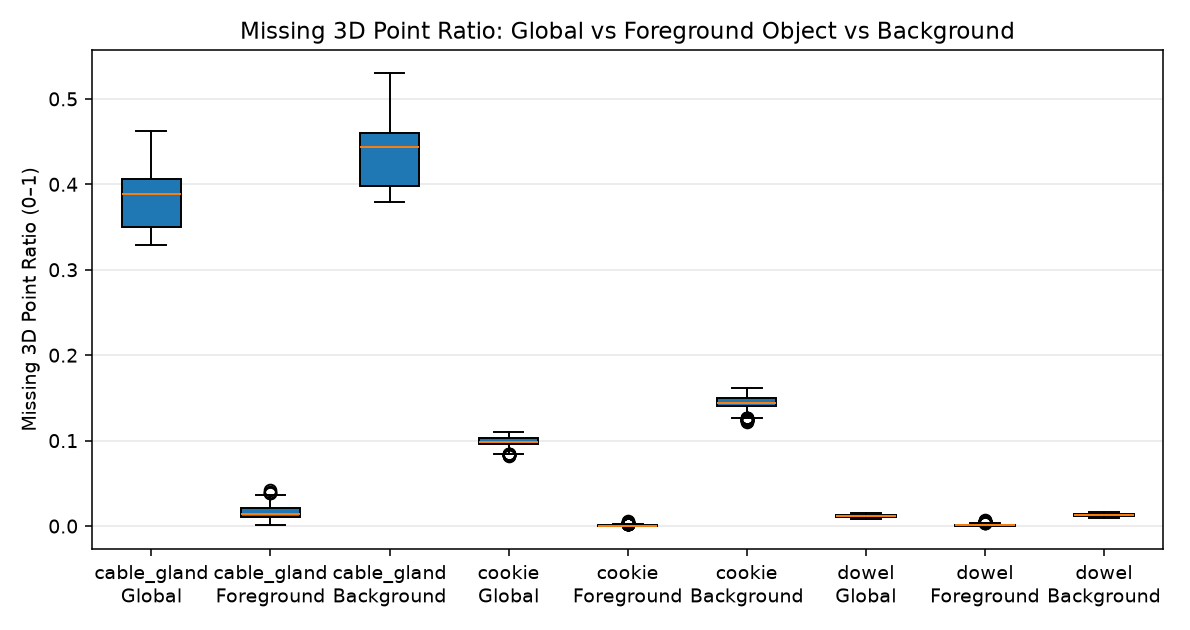 Missing 3D Point Ratio: Global vs Foreground Object vs Background
Missing 3D Point Ratio (0–1)
0.5
0.4
0.3
0.2
0.1
0.0
cable_gland cable_gland cable_gland cookie cookie cookie dowel dowel dowel
Global Foreground Background Global Foreground Background Global Foreground Background